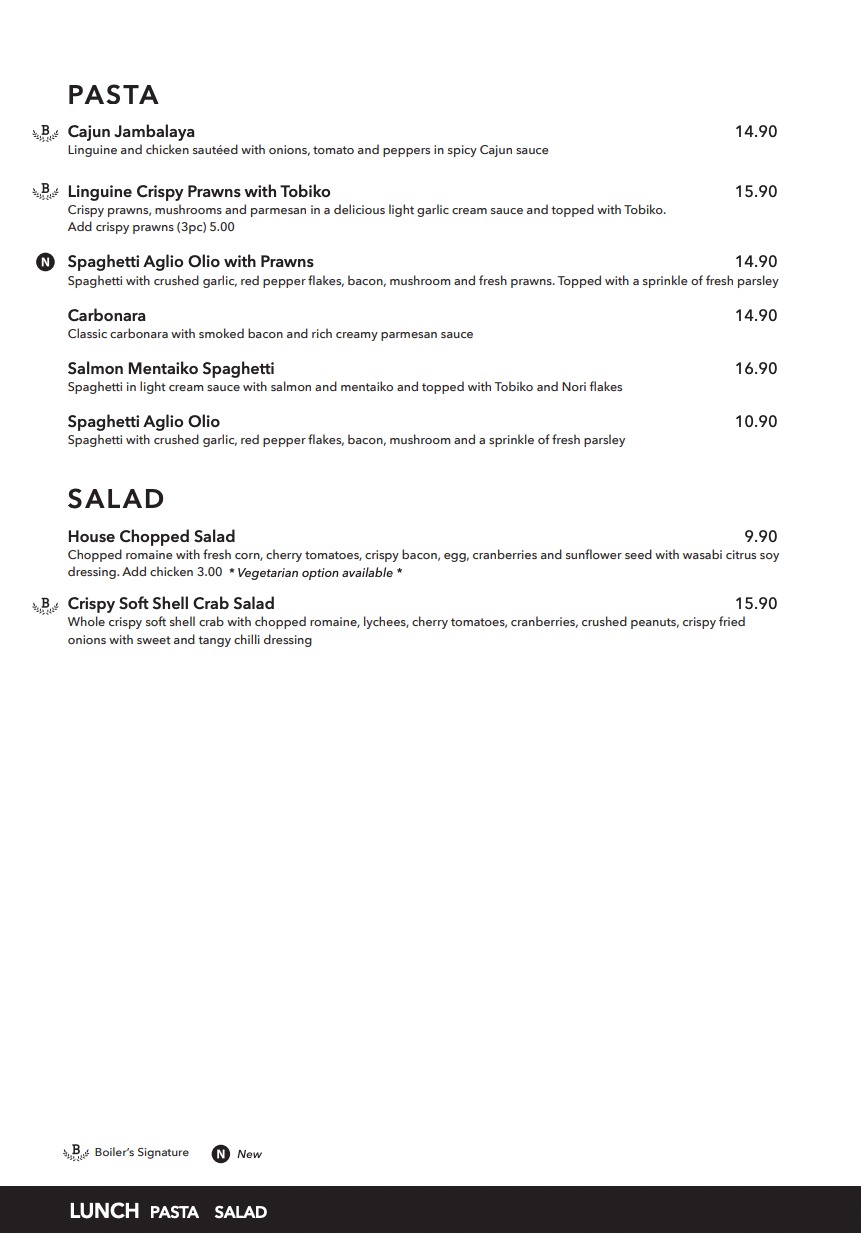 PASTA
B Cajun Jambalaya 14.90
Linguine and chicken sautéed with onions, tomato and peppers in spicy Cajun sauce
B Linguine Crispy Prawns with Tobiko 15.90
Crispy prawns, mushrooms and parmesan in a delicious light garlic cream sauce and topped with Tobiko.
Add crispy prawns (3pc) 5.00
N Spaghetti Aglio Olio with Prawns 14.90
Spaghetti with crushed garlic, red pepper flakes, bacon, mushroom and fresh prawns. Topped with a sprinkle of fresh parsley
Carbonara 14.90
Classic carbonara with smoked bacon and rich creamy parmesan sauce
Salmon Mentaiko Spaghetti 16.90
Spaghetti in light cream sauce with salmon and mentaiko and topped with Tobiko and Nori flakes
Spaghetti Aglio Olio 10.90
Spaghetti with crushed garlic, red pepper flakes, bacon, mushroom and a sprinkle of fresh parsley
SALAD
House Chopped Salad 9.90
Chopped romaine with fresh corn, cherry tomatoes, crispy bacon, egg, cranberries and sunflower seed with wasabi citrus soy
dressing. Add chicken 3.00 * Vegetarian option available *
B Crispy Soft Shell Crab Salad 15.90
Whole crispy soft shell crab with chopped romaine, lychees, cherry tomatoes, cranberries, crushed peanuts, crispy fried
onions with sweet and tangy chilli dressing
B Boiler's Signature N New
LUNCH PASTA SALAD